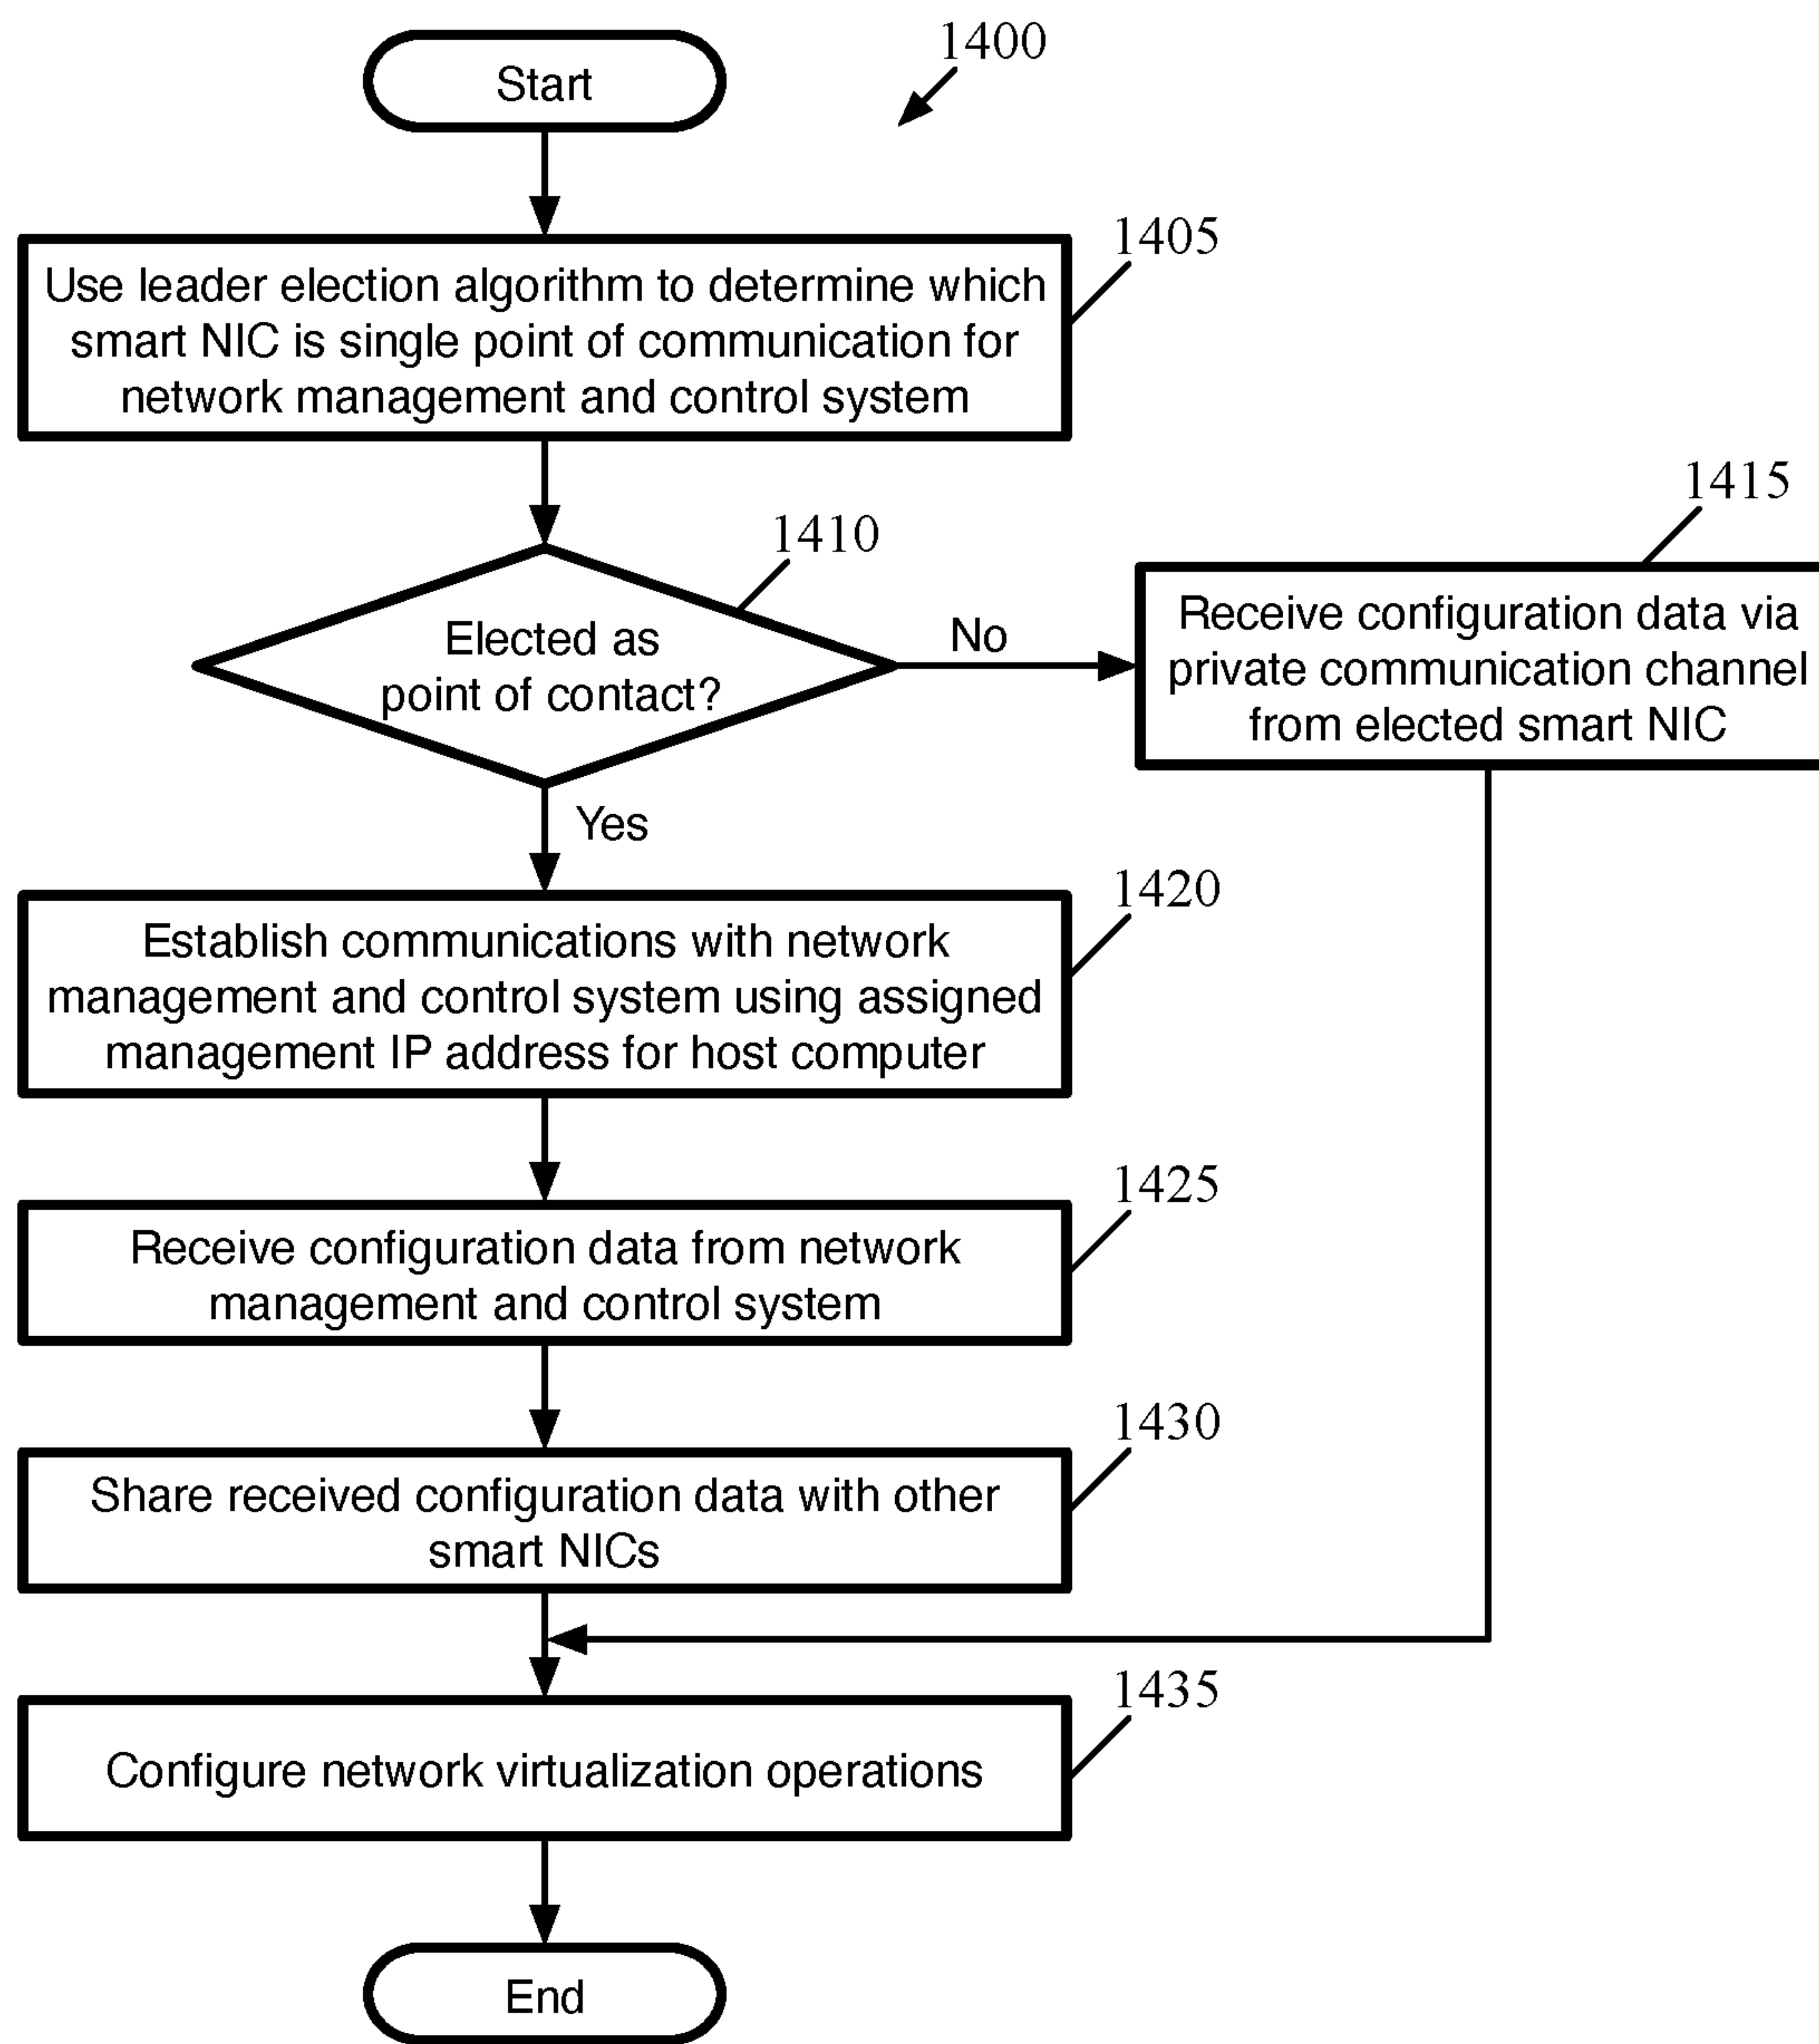 Start
1400
1405
Use leader election algorithm to determine which
smart NIC is single point of communication for
network management and control system
1410
Elected as
point of contact?
No
1415
Receive configuration data via
private communication channel
from elected smart NIC
Yes
1420
Establish communications with network
management and control system using assigned
management IP address for host computer
1425
Receive configuration data from network
management and control system
1430
Share received configuration data with other
smart NICs
1435
Configure network virtualization operations
End